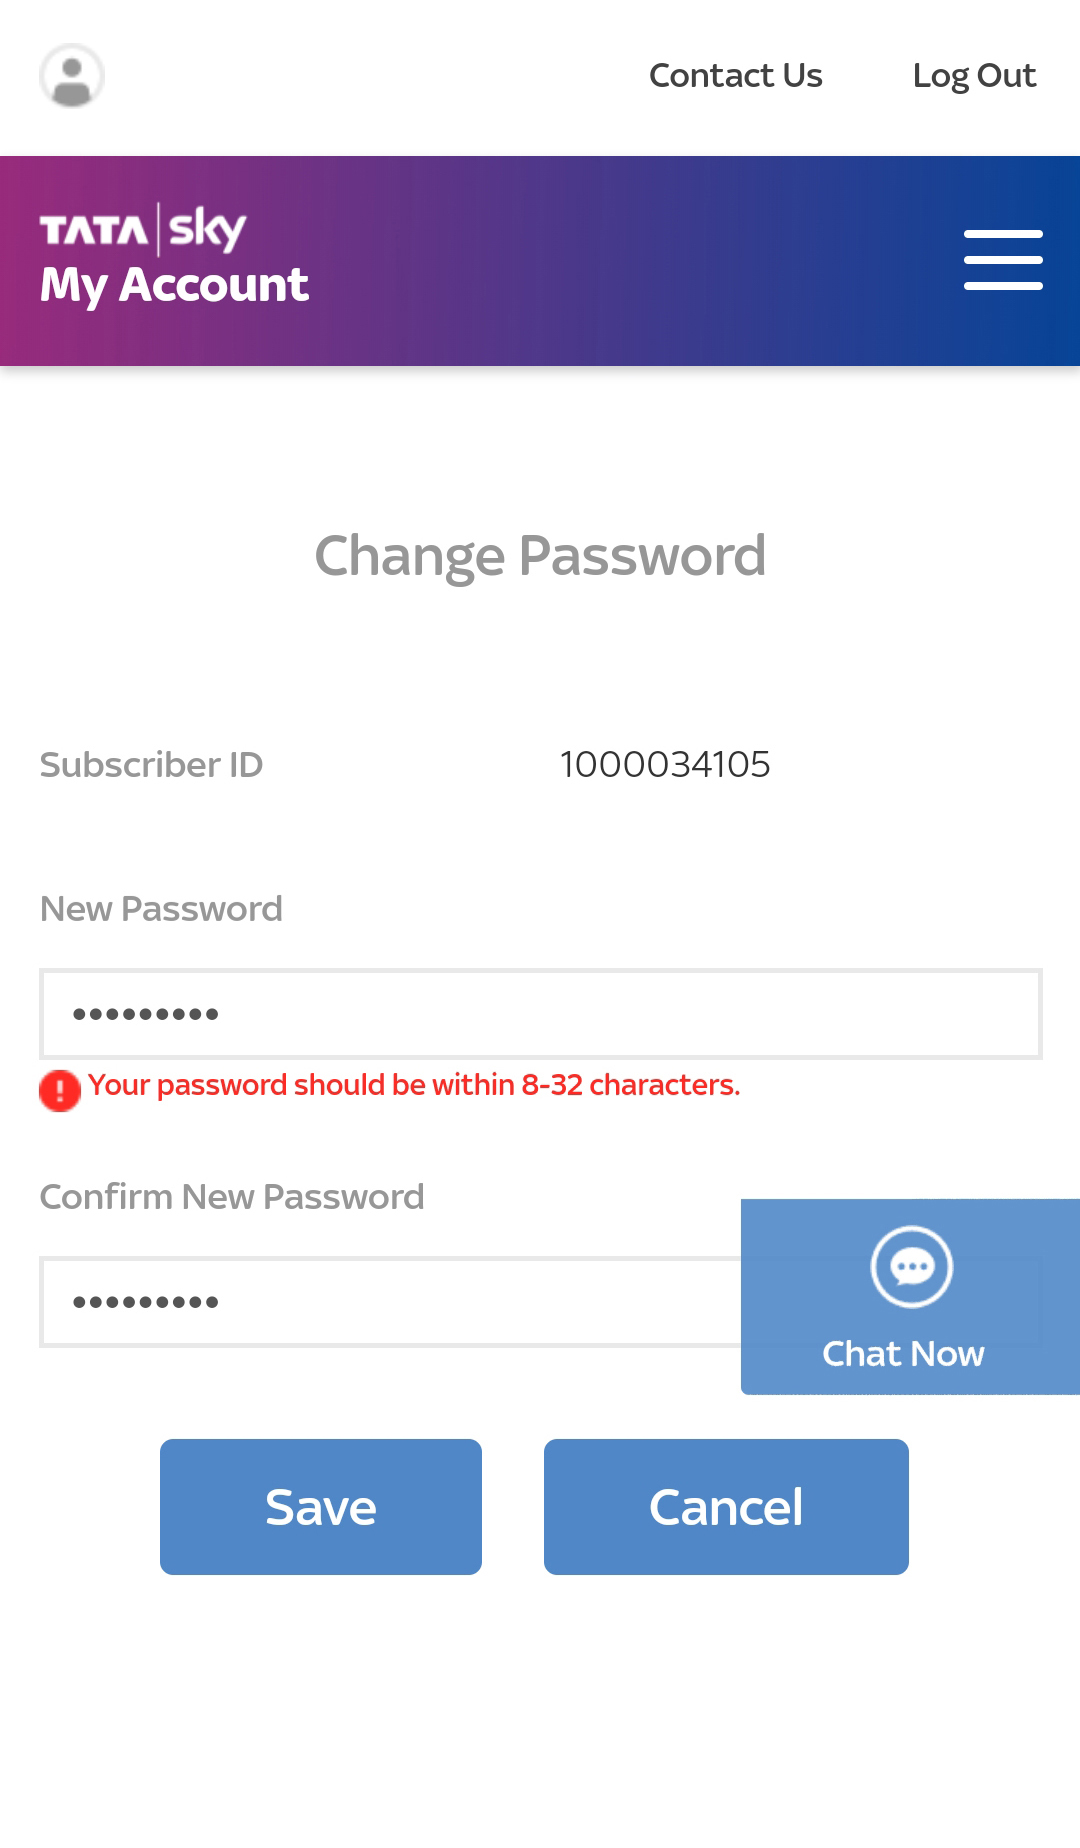 Contact Us Log Out
TATA sky
My Account
Change Password
Subscriber ID 1000034105
New Password
•••••••••
! Your password should be within 8-32 characters.
Confirm New Password
•••••••••
Chat Now
Save Cancel